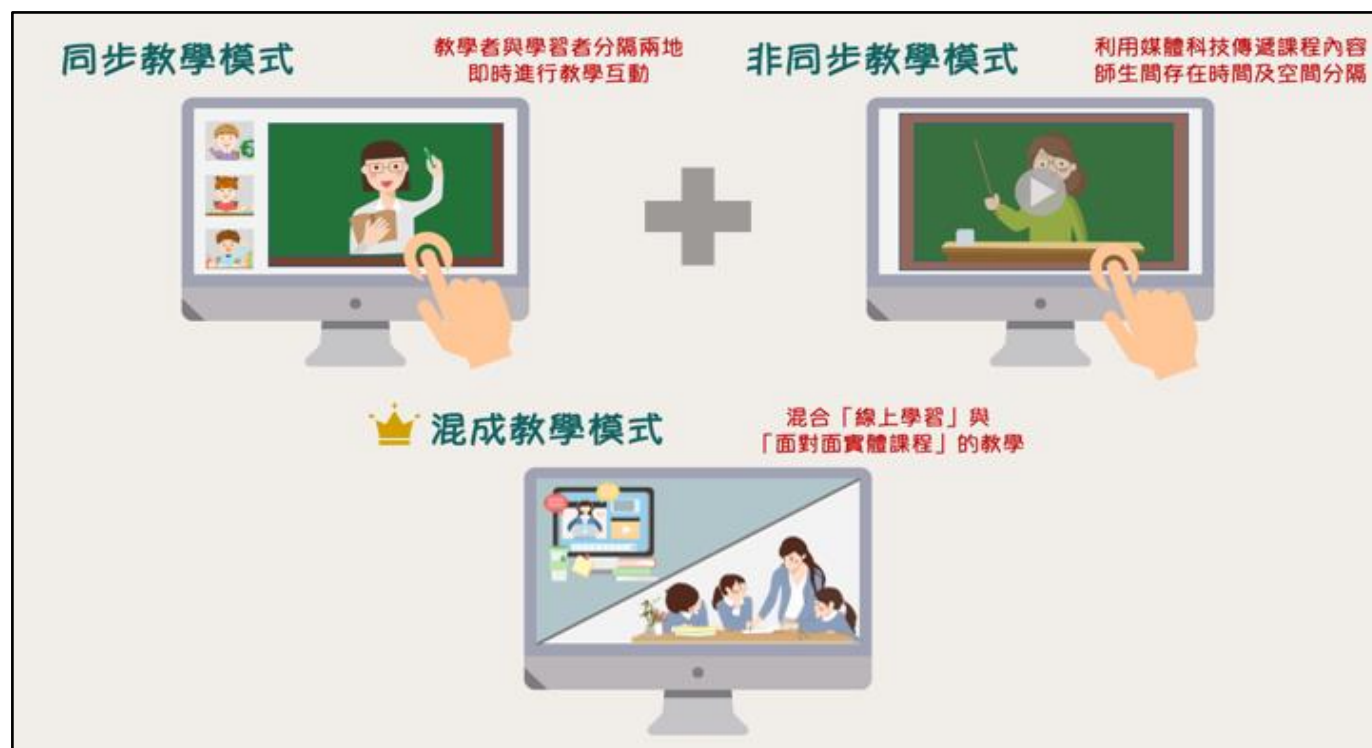 同步教學模式
教學者與學習者分隔兩地
即時進行教學互動
非同步教學模式
利用媒體科技傳遞課程內容
師生間存在時間及空間分隔
混成教學模式
混合「線上學習」與
「面對面實體課程」的教學